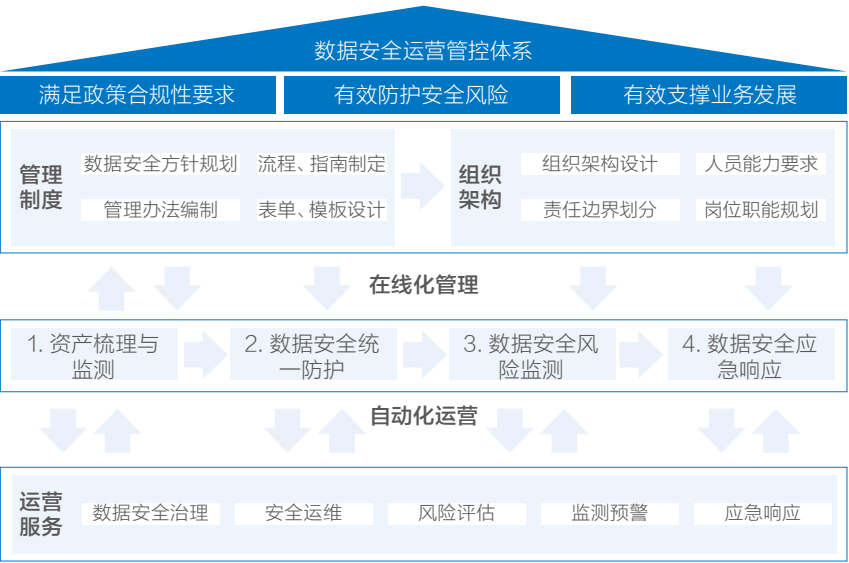 数据安全运营管控体系
满足政策合规性要求
有效防护安全风险
有效支撑业务发展
管理
制度
数据安全方针规划
流程、指南制定
管理办法编制
表单、模板设计
组织
架构
组织架构设计
人员能力要求
责任边界划分
岗位职能规划
在线化管理
1. 资产梳理与
监测
2. 数据安全统
一防护
3. 数据安全风
险监测
4. 数据安全应
急响应
自动化运营
运营
服务
数据安全治理
安全运维
风险评估
监测预警
应急响应